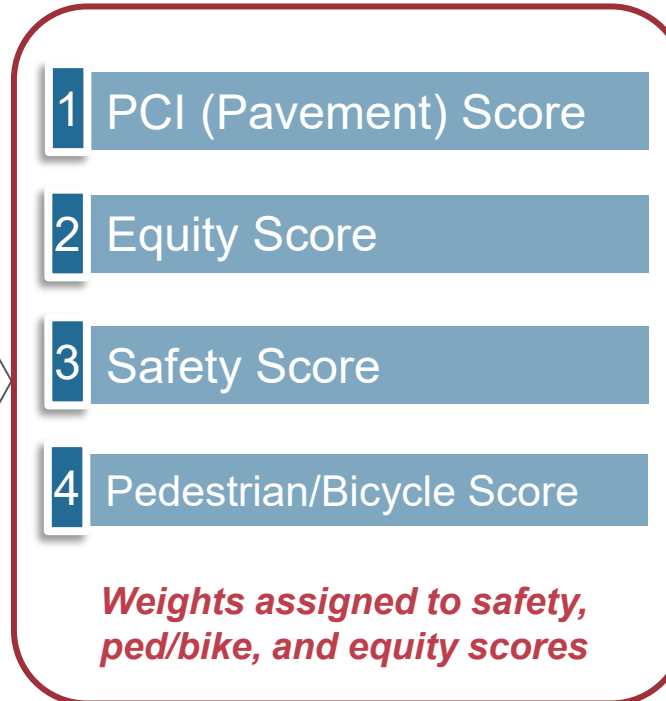 1 PCI (Pavement) Score
2 Equity Score
3 Safety Score
4 Pedestrian/Bicycle Score
Weights assigned to safety,
ped/bike, and equity scores